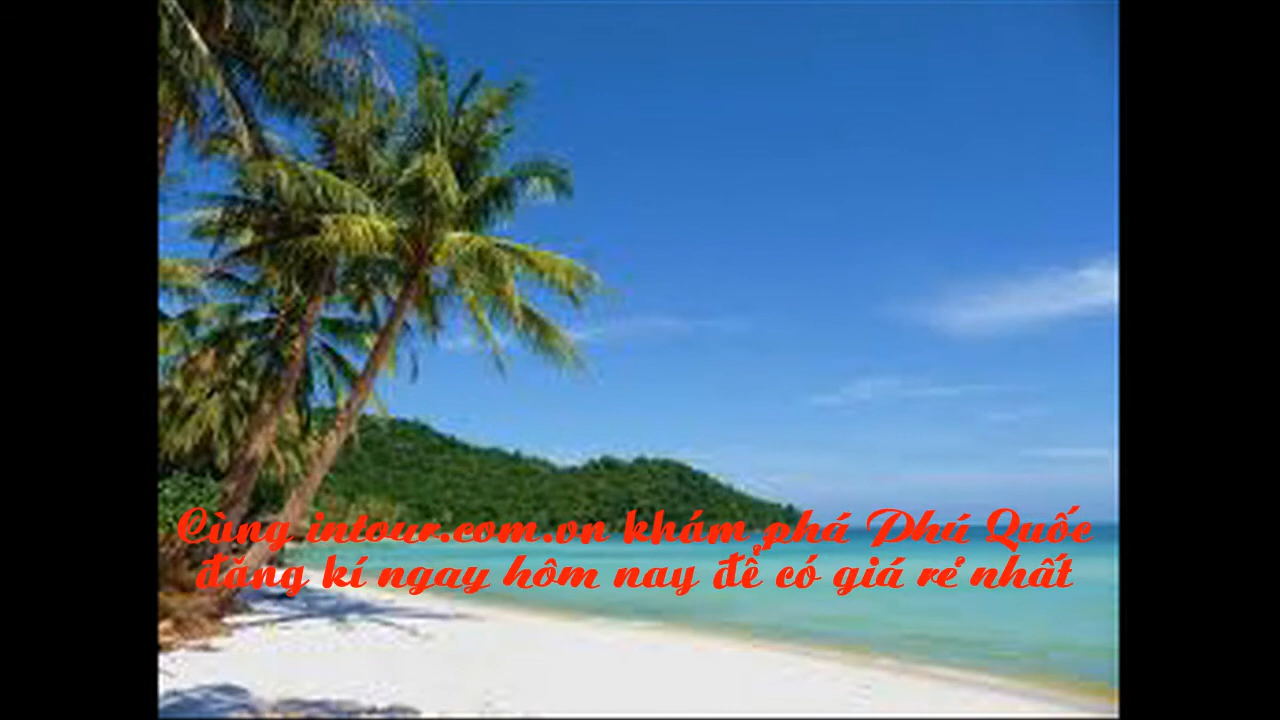 Cùng intour.com.vn khám phá Phú Quốc
đăng kí ngay hôm nay để có giá rẻ nhất